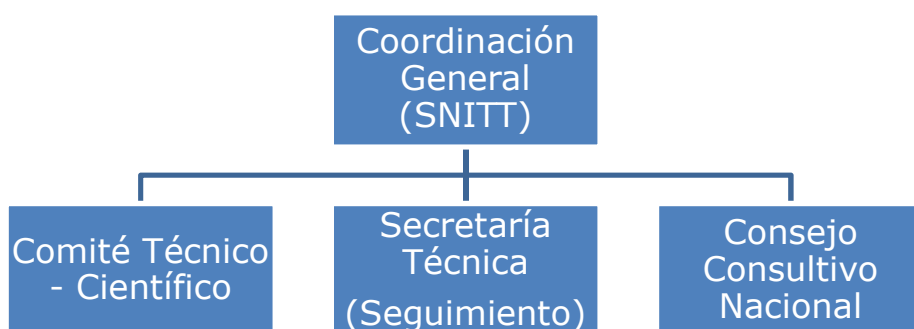 Coordinación
General
(SNITT)
Comité Técnico
- Científico
Secretaría
Técnica
(Seguimiento)
Consejo
Consultivo
Nacional